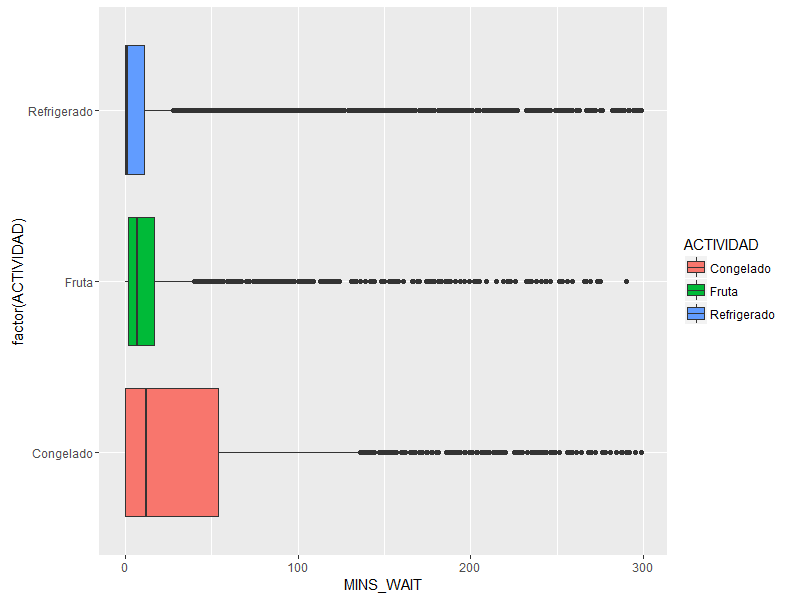 Refrigerado
Fruta
Congelado
factor(ACTIVIDAD)
0
100
200
300
MINS_WAIT
ACTIVIDAD
Congelado
Fruta
Refrigerado